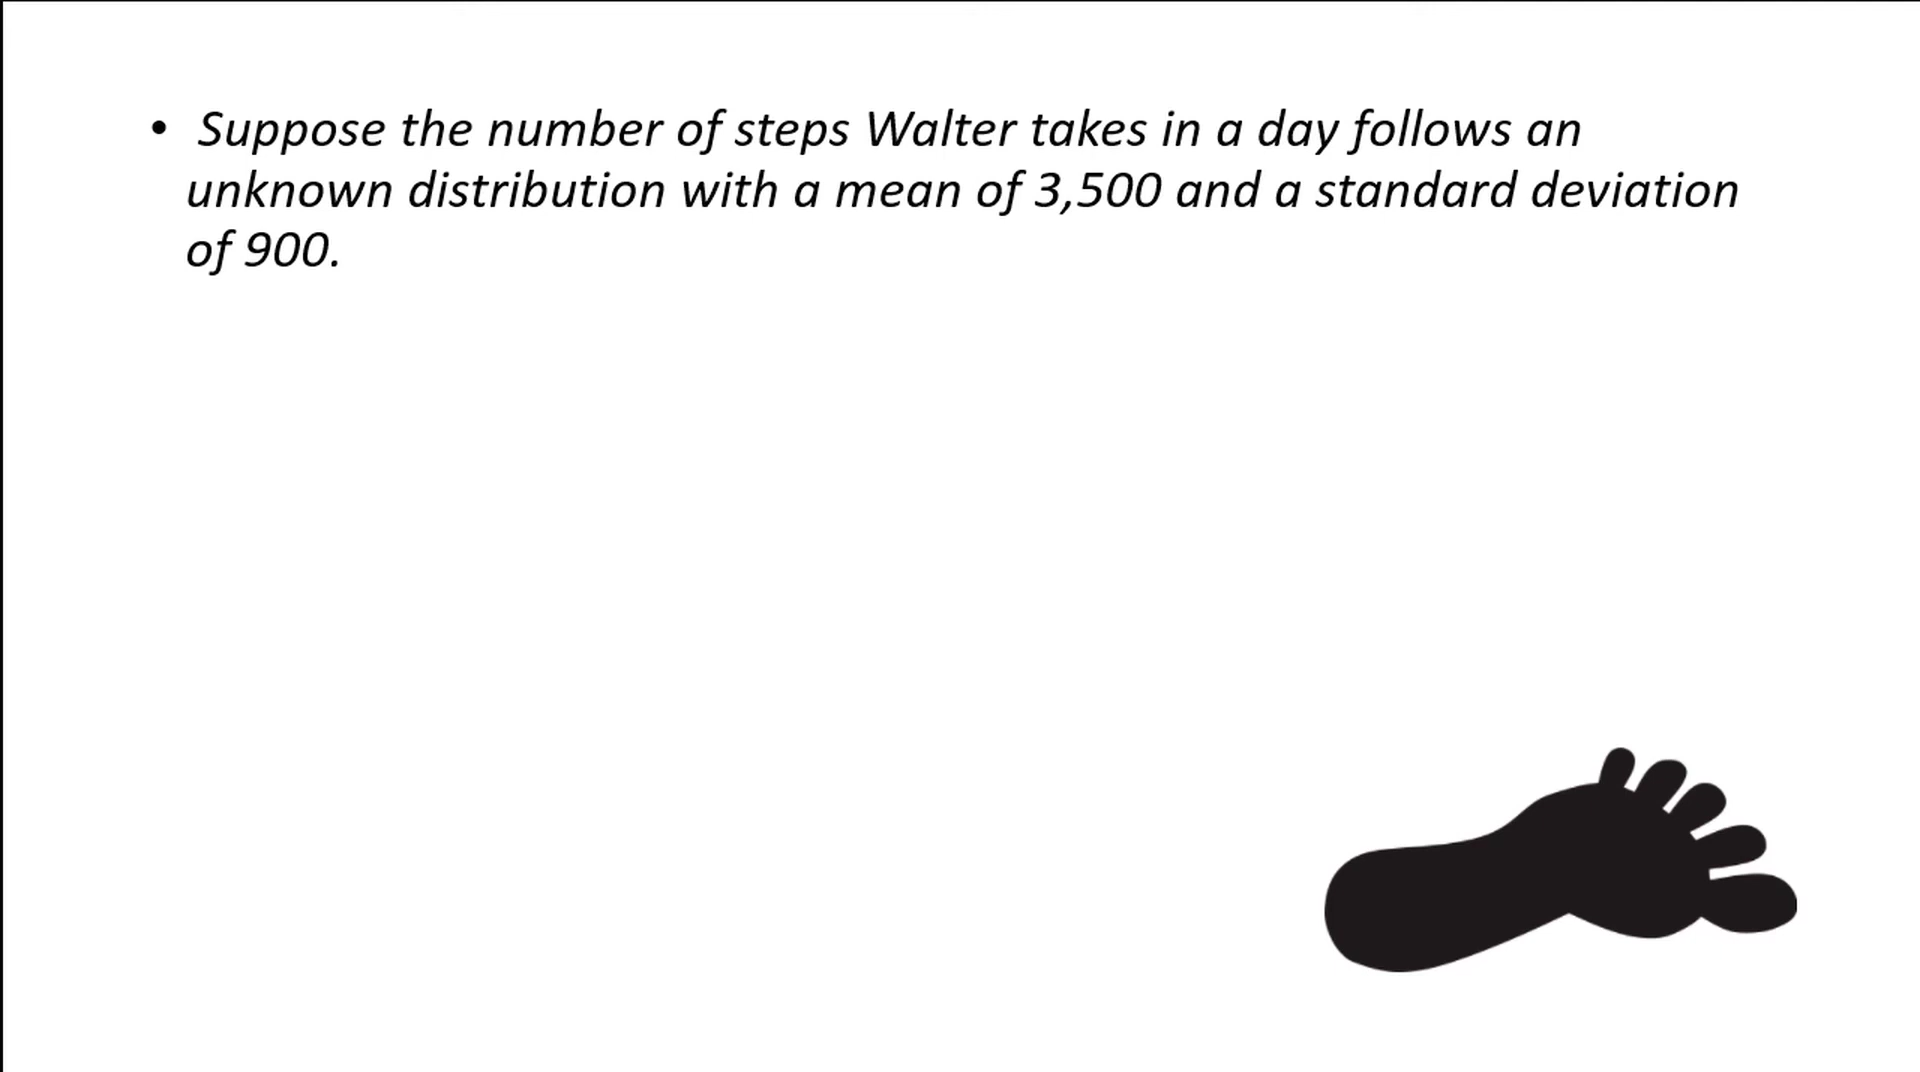 • Suppose the number of steps Walter takes in a day follows an
unknown distribution with a mean of 3,500 and a standard deviation
of 900.